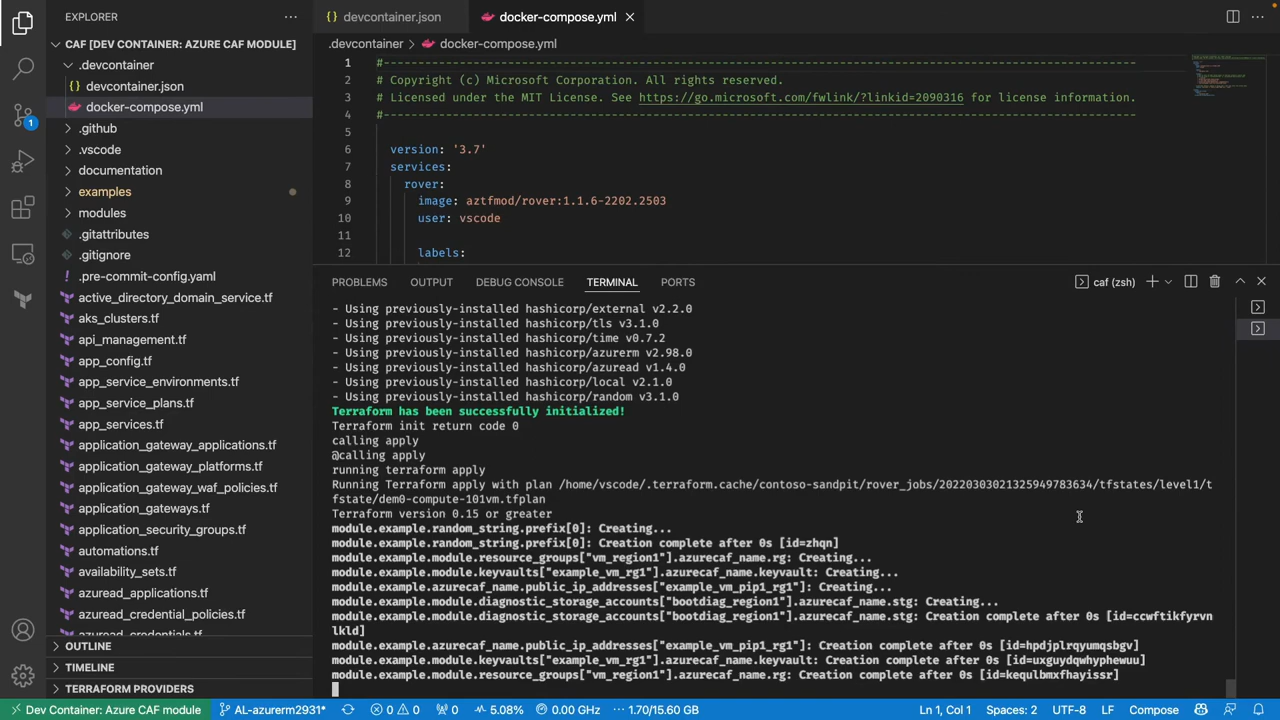 EXPLORER
CAF [DEV CONTAINER: AZURE CAF MODULE]
.devcontainer
devcontainer.json
docker-compose.yml
.github
.vscode
documentation
examples
modules
.gitattributes
.gitignore
! .pre-commit-config.yaml
active_directory_domain_service.tf
aks_clusters.tf
api_management.tf
app_config.tf
app_service_environments.tf
app_service_plans.tf
app_services.tf
application_gateway_applications.tf
application_gateway_platforms.tf
application_gateway_waf_policies.tf
application_gateways.tf
application_security_groups.tf
automations.tf
availability_sets.tf
azuread_applications.tf
azuread_credential_policies.tf
azuread_credentials.tf
OUTLINE
TIMELINE
TERRAFORM PROVIDERS
1
{} devcontainer.json
docker-compose.yml
.devcontainer > docker-compose.yml
1 #-------------------------------------------------------------------------------------------------------------
2 # Copyright (c) Microsoft Corporation. All rights reserved.
3 # Licensed under the MIT License. See https://go.microsoft.com/fwlink/?linkid=2090316 for license information.
4 #-------------------------------------------------------------------------------------------------------------
5
6 version: '3.7'
7 services:
8 rover:
9 image: aztfmod/rover:1.1.6-2202.2503
10 user: vscode
11
12 labels:
PROBLEMS OUTPUT DEBUG CONSOLE TERMINAL PORTS
caf (zsh)
- Using previously-installed hashicorp/external v2.2.0
- Using previously-installed hashicorp/tls v3.1.0
- Using previously-installed hashicorp/time v0.7.2
- Using previously-installed hashicorp/azurerm v2.98.0
- Using previously-installed hashicorp/azuread v1.4.0
- Using previously-installed hashicorp/local v2.1.0
- Using previously-installed hashicorp/random v3.1.0
Terraform has been successfully initialized!
Terraform init return code 0
calling apply
@calling apply
running terraform apply
Running Terraform apply with plan /home/vscode/.terraform.cache/contoso-sandpit/rover_jobs/20220303021325949783634/tfstates/level1/t
fstate/dem0-compute-101vm.tfplan
Terraform version 0.15 or greater
module.example.random_string.prefix[0]: Creating...
module.example.random_string.prefix[0]: Creation complete after 0s [id=zhqn]
module.example.module.resource_groups["vm_region1"].azurecaf_name.rg: Creating...
module.example.module.keyvaults["example_vm_rg1"].azurecaf_name.keyvault: Creating...
module.example.azurecaf_name.public_ip_addresses["example_vm_pip1_rg1"]: Creating...
module.example.module.diagnostic_storage_accounts["bootdiag_region1"].azurecaf_name.stg: Creating...
module.example.module.diagnostic_storage_accounts["bootdiag_region1"].azurecaf_name.stg: Creation complete after 0s [id=ccwftikfyrvn
lkld]
module.example.azurecaf_name.public_ip_addresses["example_vm_pip1_rg1"]: Creation complete after 0s [id=hpdjplrqyumqsbgv]
module.example.module.keyvaults["example_vm_rg1"].azurecaf_name.keyvault: Creation complete after 0s [id=uxguydqwhyphewuu]
module.example.module.resource_groups["vm_region1"].azurecaf_name.rg: Creation complete after 0s [id=kequlbmxfhayissr]
Dev Container: Azure CAF module AL-azurerm2931* 0 0 0 5.08% 0.00 GHz 1.70/15.60 GB Ln 1, Col 1 Spaces: 2 UTF-8 LF Compose